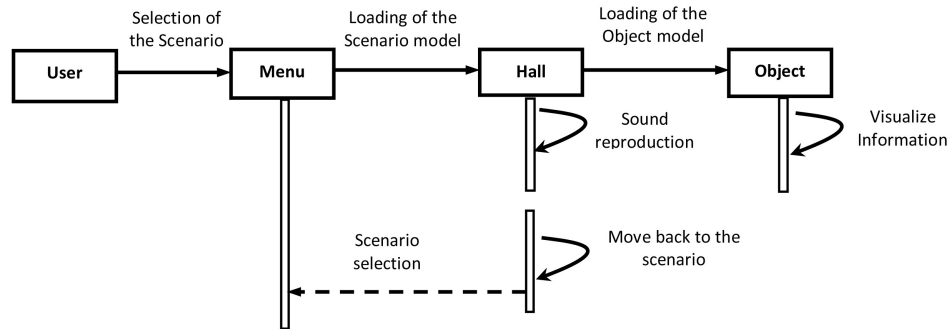 Selection of
the Scenario
Loading of the
Scenario model
Loading of the
Object model
User
Menu
Hall
Object
Sound
reproduction
Visualize
Information
Scenario
selection
Move back to the
scenario